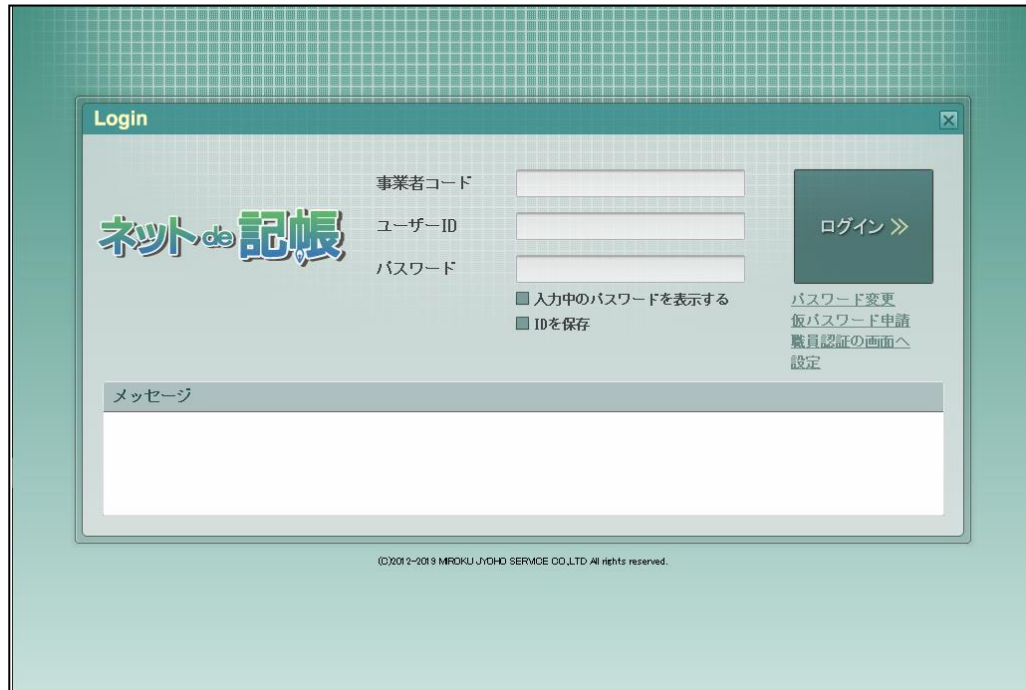 Login
事業者コード
ネットde記帳
ユーザーID
ログイン
パスワード
入力中のパスワードを表示する
IDを保存
パスワード変更
仮パスワード申請
職員認証の画面へ
設定
メッセージ
(C)2012-2019 MIROKU JYOHO SERVICE CO.,LTD All rights reserved.